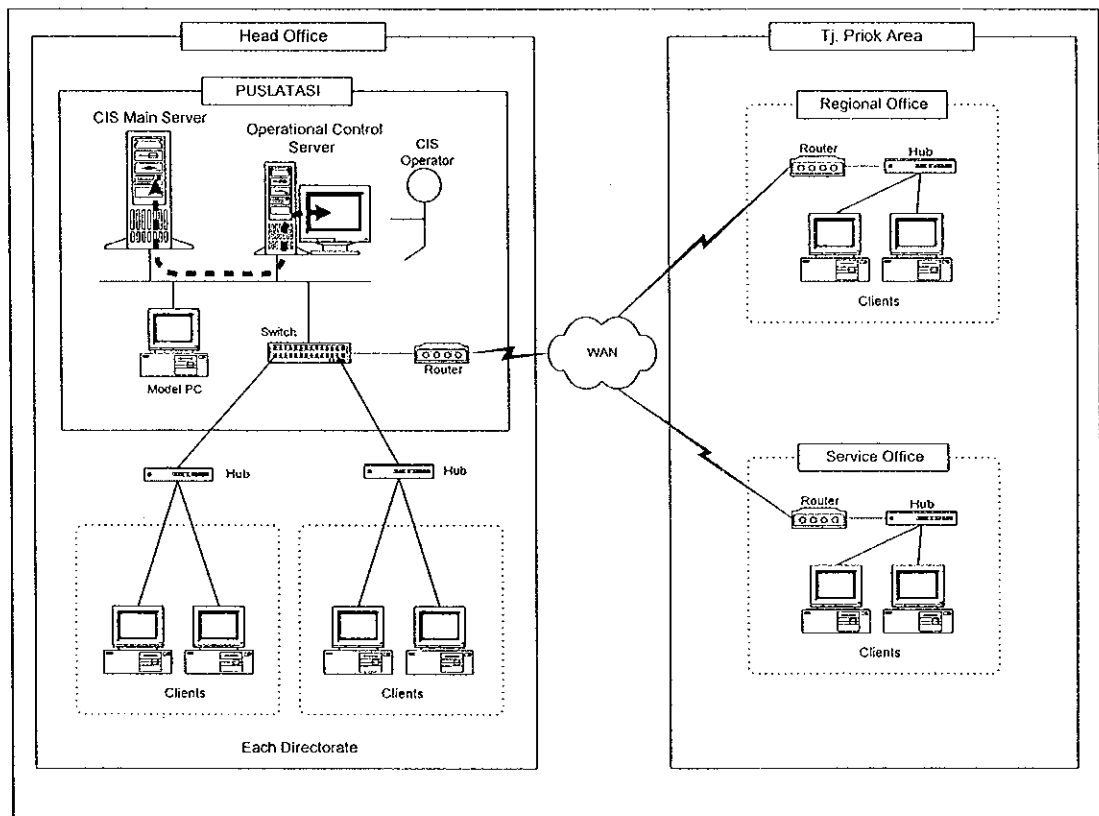 Head Office
Tj. Priok Area
PUSLATASI
Regional Office
CIS Main Server
Operational Control
Server
CIS
Operator
Router
Hub
Clients
Switch
Router
Model PC
WAN
Hub
Hub
Service Office
Router
Hub
Clients
Clients
Clients
Each Directorate